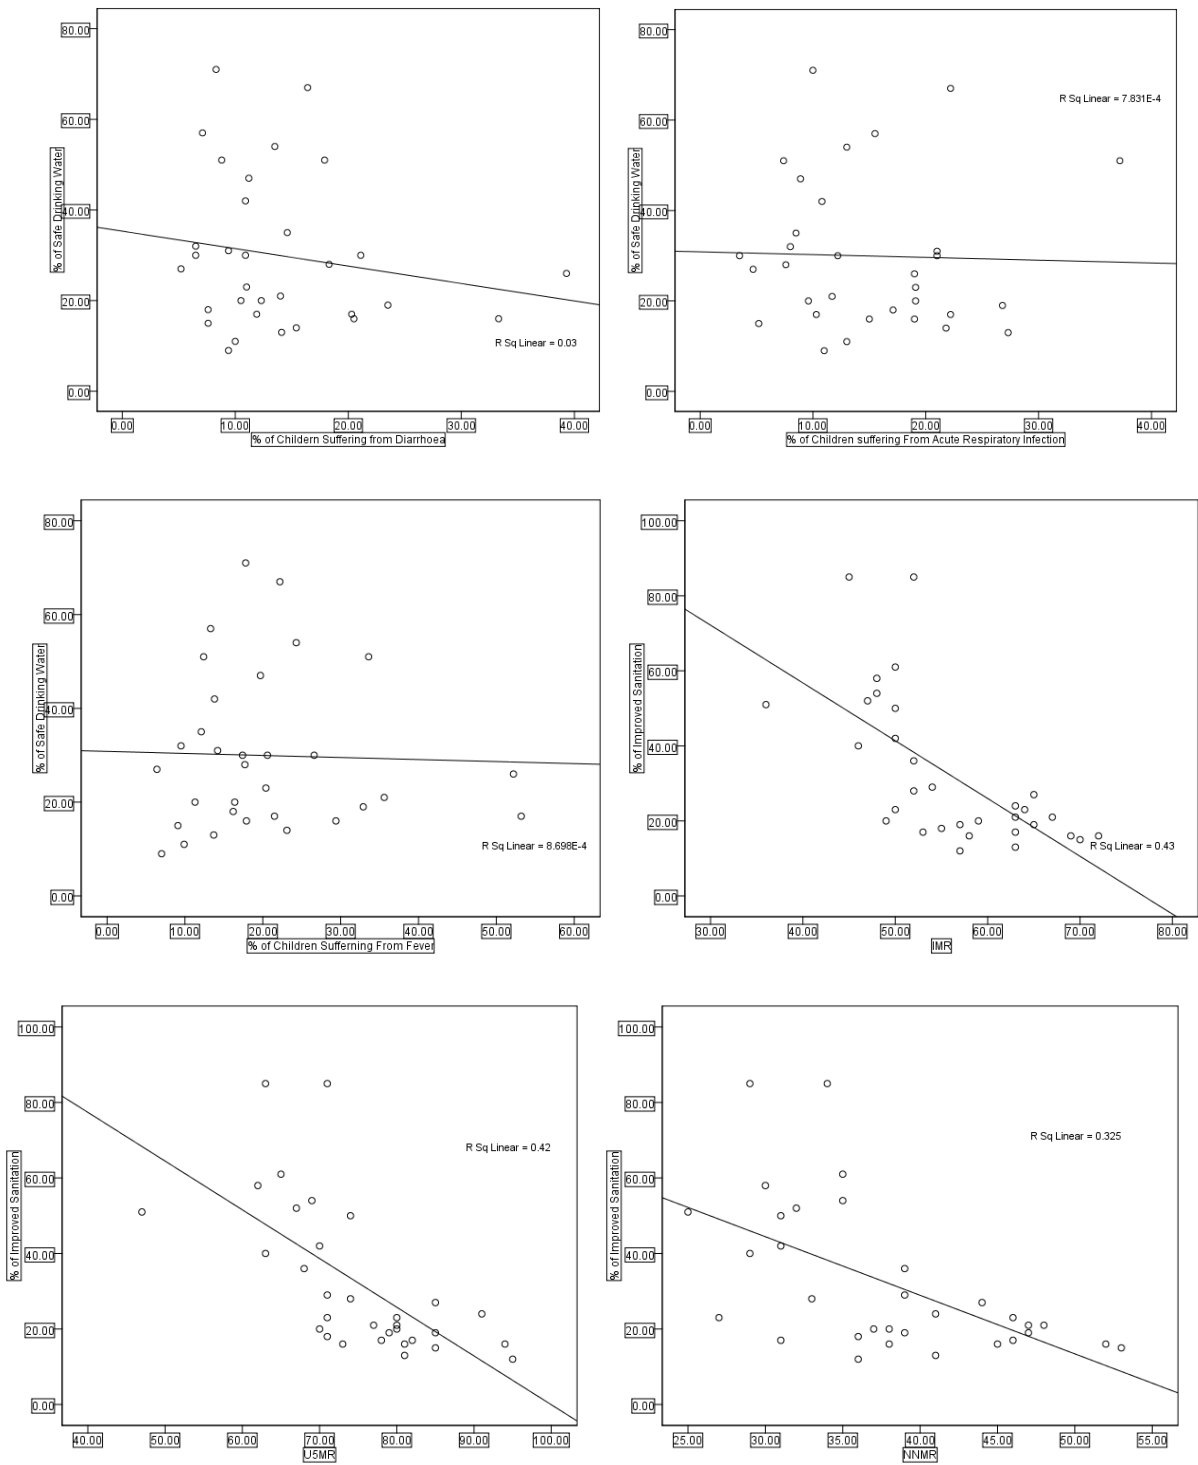 80.00
60.00
40.00
20.00
0.00
% of Safe Drinking Water
R Sq Linear = 0.03
0.00 10.00 20.00 30.00 40.00
% of Childern Suffering from Diarrhoea
80.00
60.00
40.00
20.00
0.00
% of Safe Drinking Water
R Sq Linear = 7.831E-4
0.00 10.00 20.00 30.00 40.00
% of Children suffering From Acute Respiratory Infection
80.00
60.00
40.00
20.00
0.00
% of Safe Drinking Water
R Sq Linear = 8.698E-4
0.00 10.00 20.00 30.00 40.00 50.00 60.00
% of Children Sufferning From Fever
100.00
80.00
60.00
40.00
20.00
0.00
% of Improved Sanitation
R Sq Linear = 0.43
30.00 40.00 50.00 60.00 70.00 80.00
IMR
100.00
80.00
60.00
40.00
20.00
0.00
% of Improved Sanitation
R Sq Linear = 0.42
40.00 50.00 60.00 70.00 80.00 90.00 100.00
U5MR
100.00
80.00
60.00
40.00
20.00
0.00
% of Improved Sanitation
R Sq Linear = 0.325
25.00 30.00 35.00 40.00 45.00 50.00 55.00
NNMR